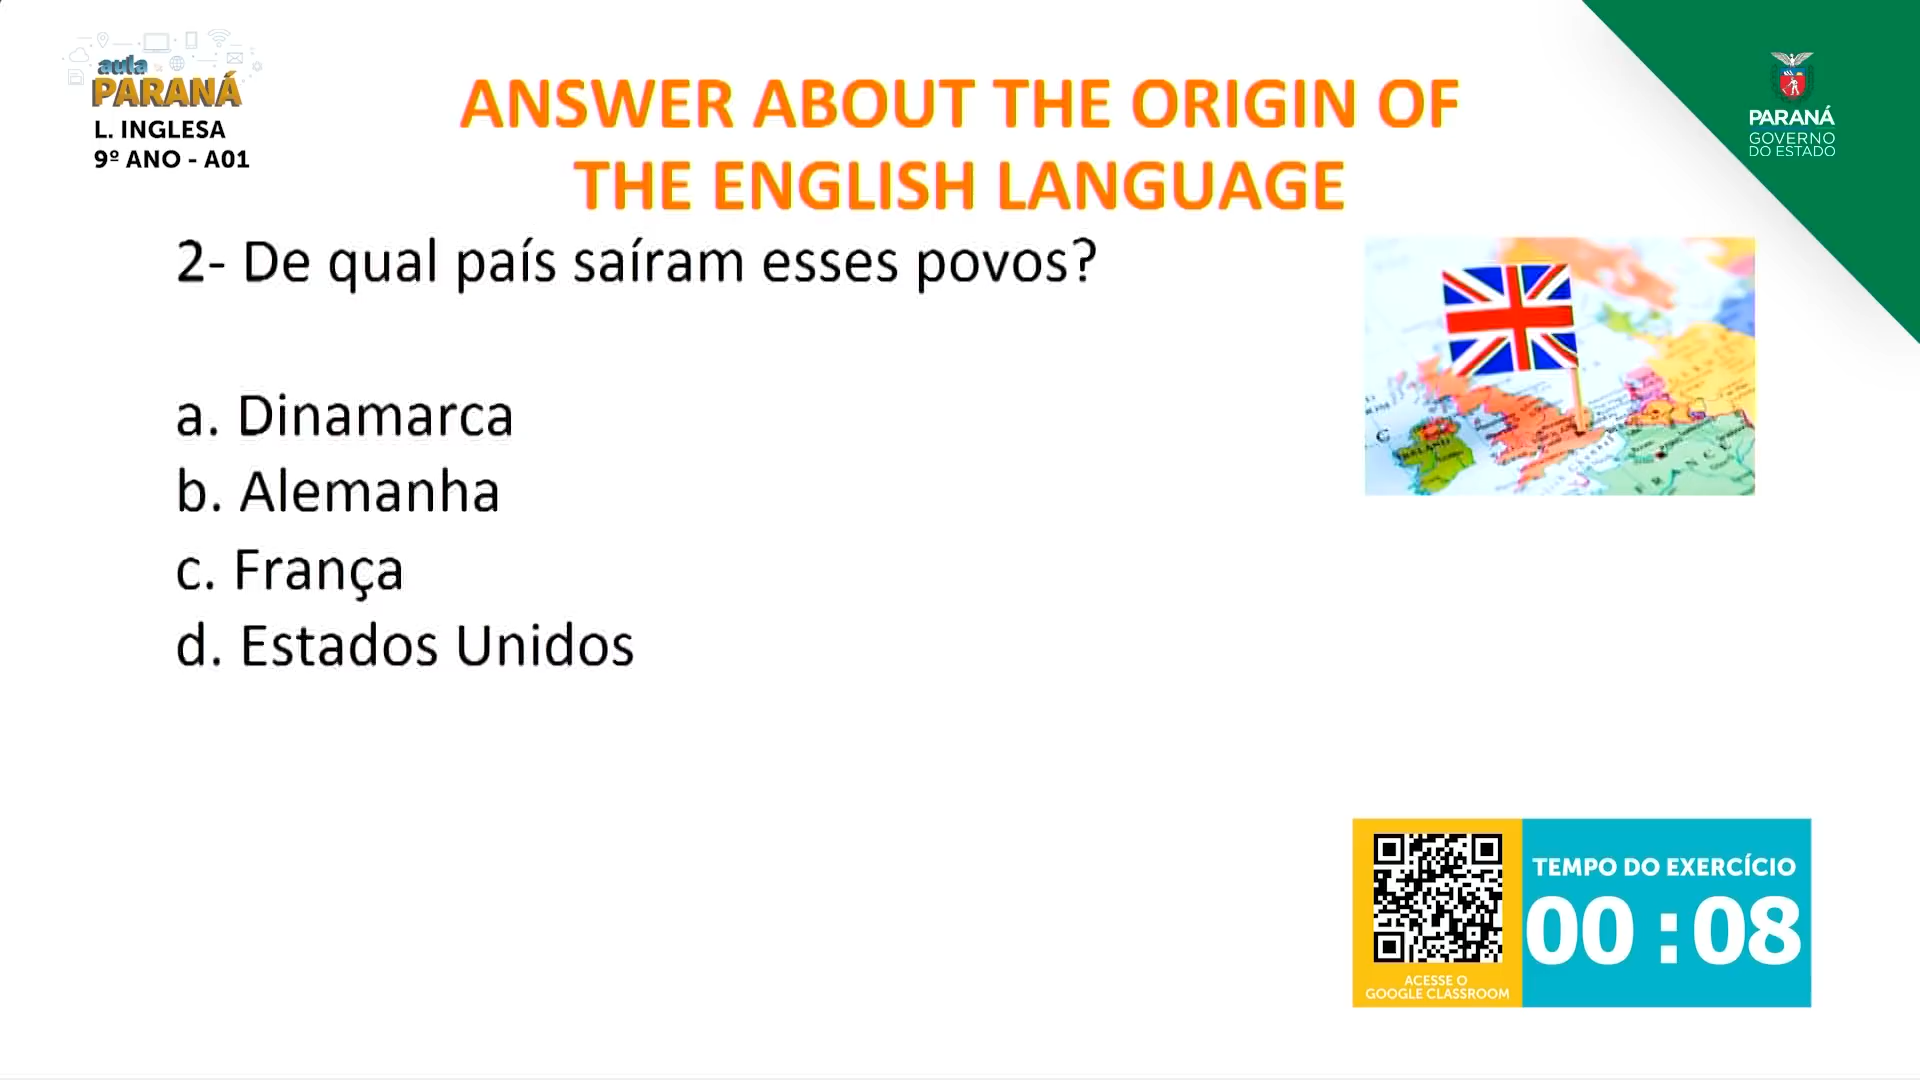 aula
PARANÁ
L. INGLESA
9º ANO - A01
ANSWER ABOUT THE ORIGIN OF
THE ENGLISH LANGUAGE
PARANÁ
GOVERNO
DO ESTADO
2- De qual país saíram esses povos?
a. Dinamarca
b. Alemanha
c. França
d. Estados Unidos
IRELAND
TEMPO DO EXERCÍCIO
00 : 08
ACESSE O
GOOGLE CLASSROOM